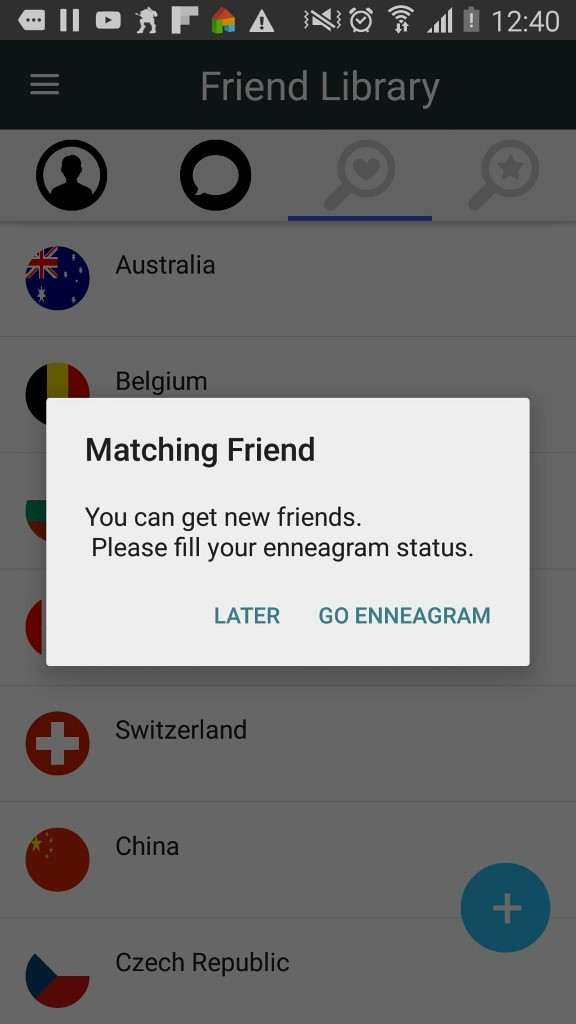 12:40
Friend Library
Australia
Belgium
Matching Friend
You can get new friends.
Please fill your enneagram status.
LATER GO ENNEAGRAM
Switzerland
China
Czech Republic